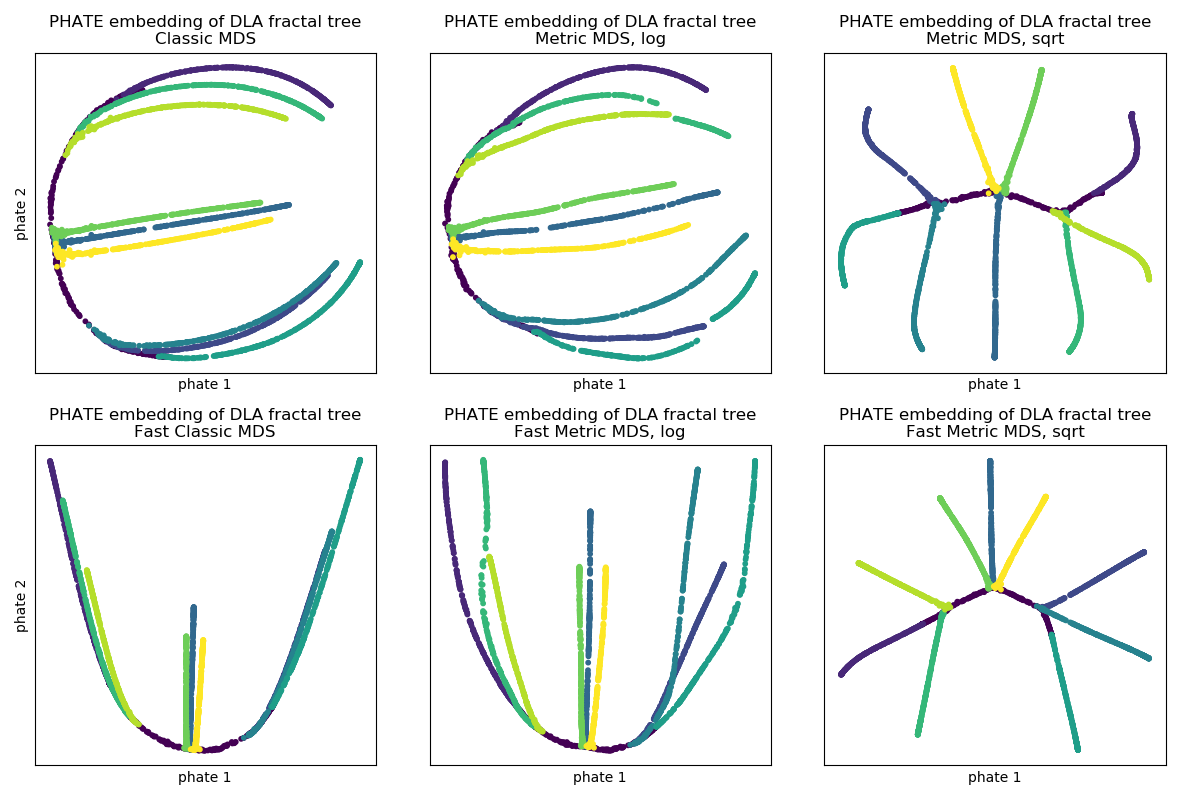 PHATE embedding of DLA fractal tree
Classic MDS
phate 2
phate 1
PHATE embedding of DLA fractal tree
Metric MDS, log
phate 1
PHATE embedding of DLA fractal tree
Metric MDS, sqrt
phate 1
PHATE embedding of DLA fractal tree
Fast Classic MDS
phate 2
phate 1
PHATE embedding of DLA fractal tree
Fast Metric MDS, log
phate 1
PHATE embedding of DLA fractal tree
Fast Metric MDS, sqrt
phate 1